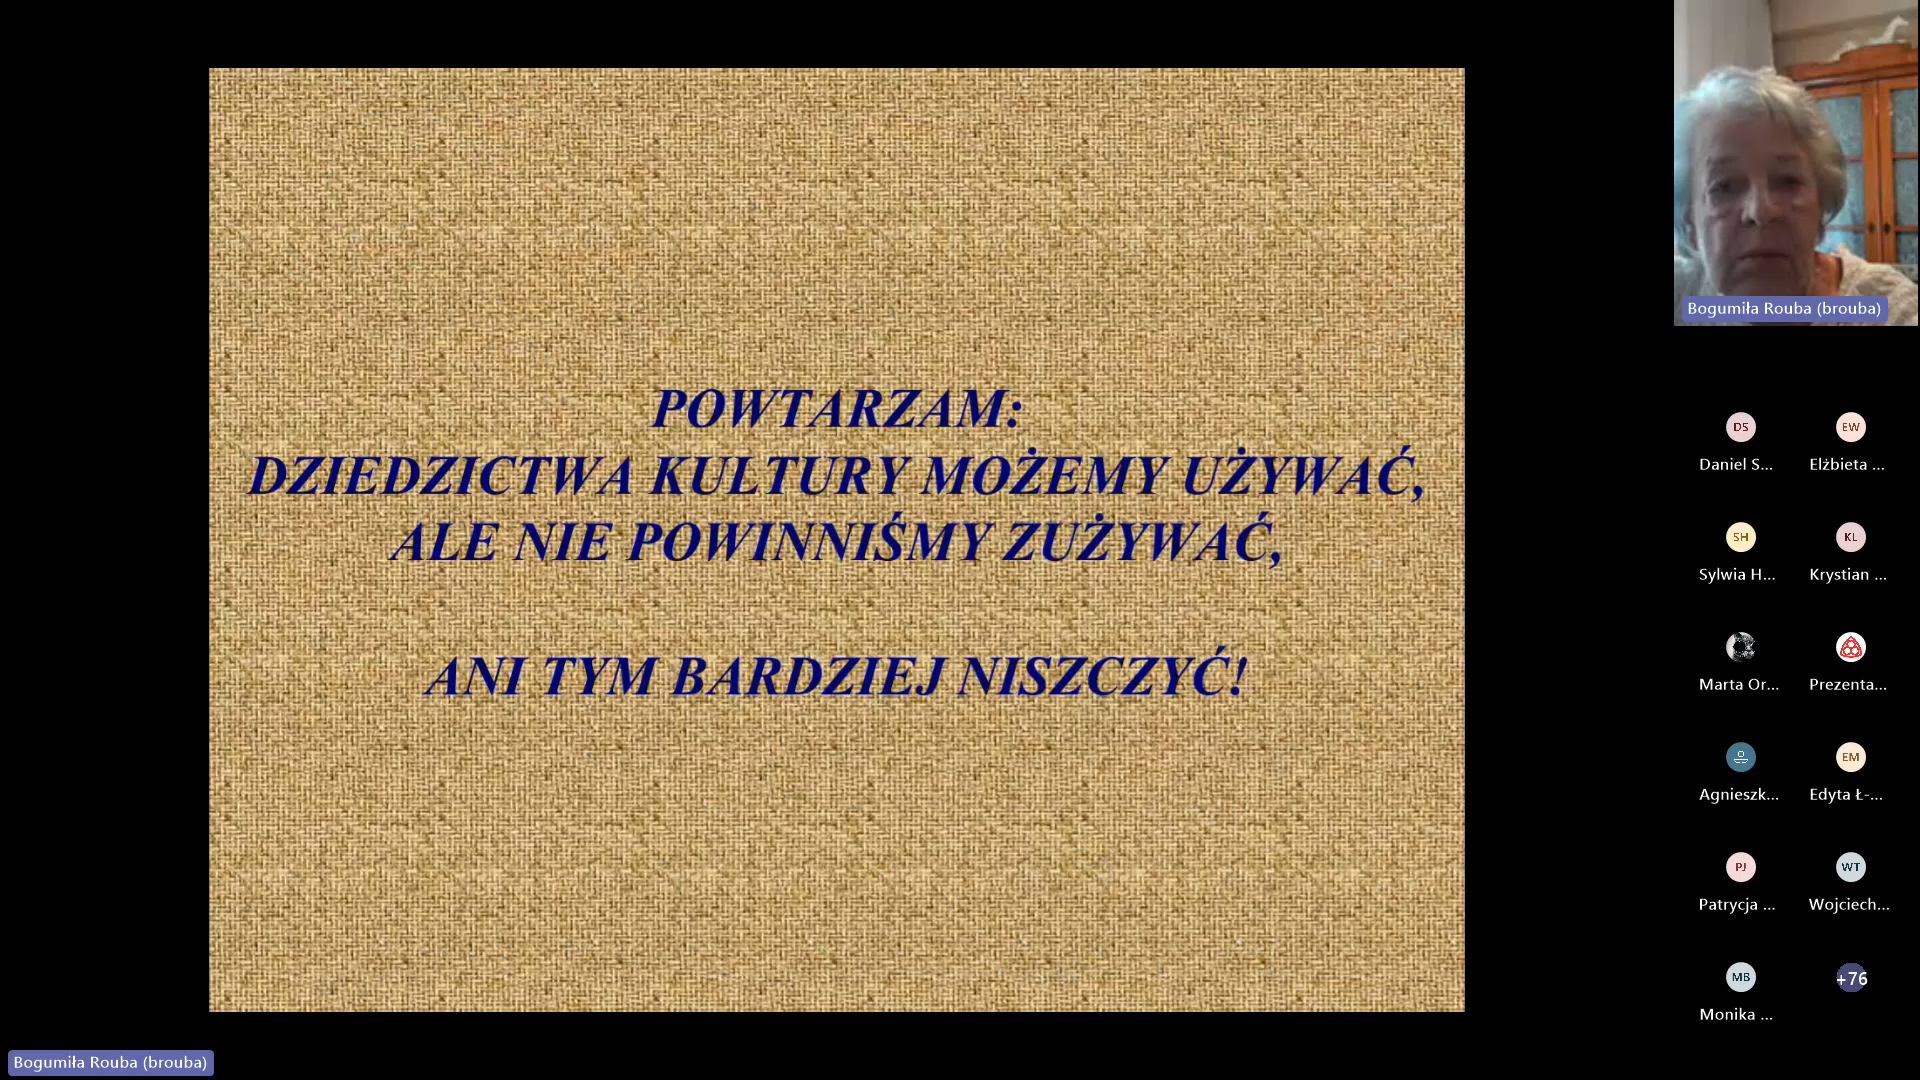 POWTARZAM:
DZIEDZICTWA KULTURY MOŻEMY UŻYWAĆ,
ALE NIE POWINNIŚMY ZUŻYWAĆ,
ANI TYM BARDZIEJ NISZCZYĆ!
Bogumiła Rouba (brouba)
DS
EW
Daniel S...
Elżbieta ...
SH
KL
Sylwia H...
Krystian ...
Marta Or...
Prezenta...
EM
Agnieszk...
Edyta Ł-...
PJ
WT
Patrycja ...
Wojciech...
MB
+76
Monika ...
Bogumiła Rouba (brouba)